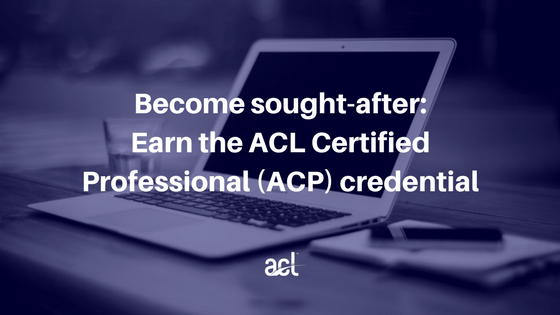 Become sought-after:
Earn the ACL Certified
Professional (ACP) credential
acl